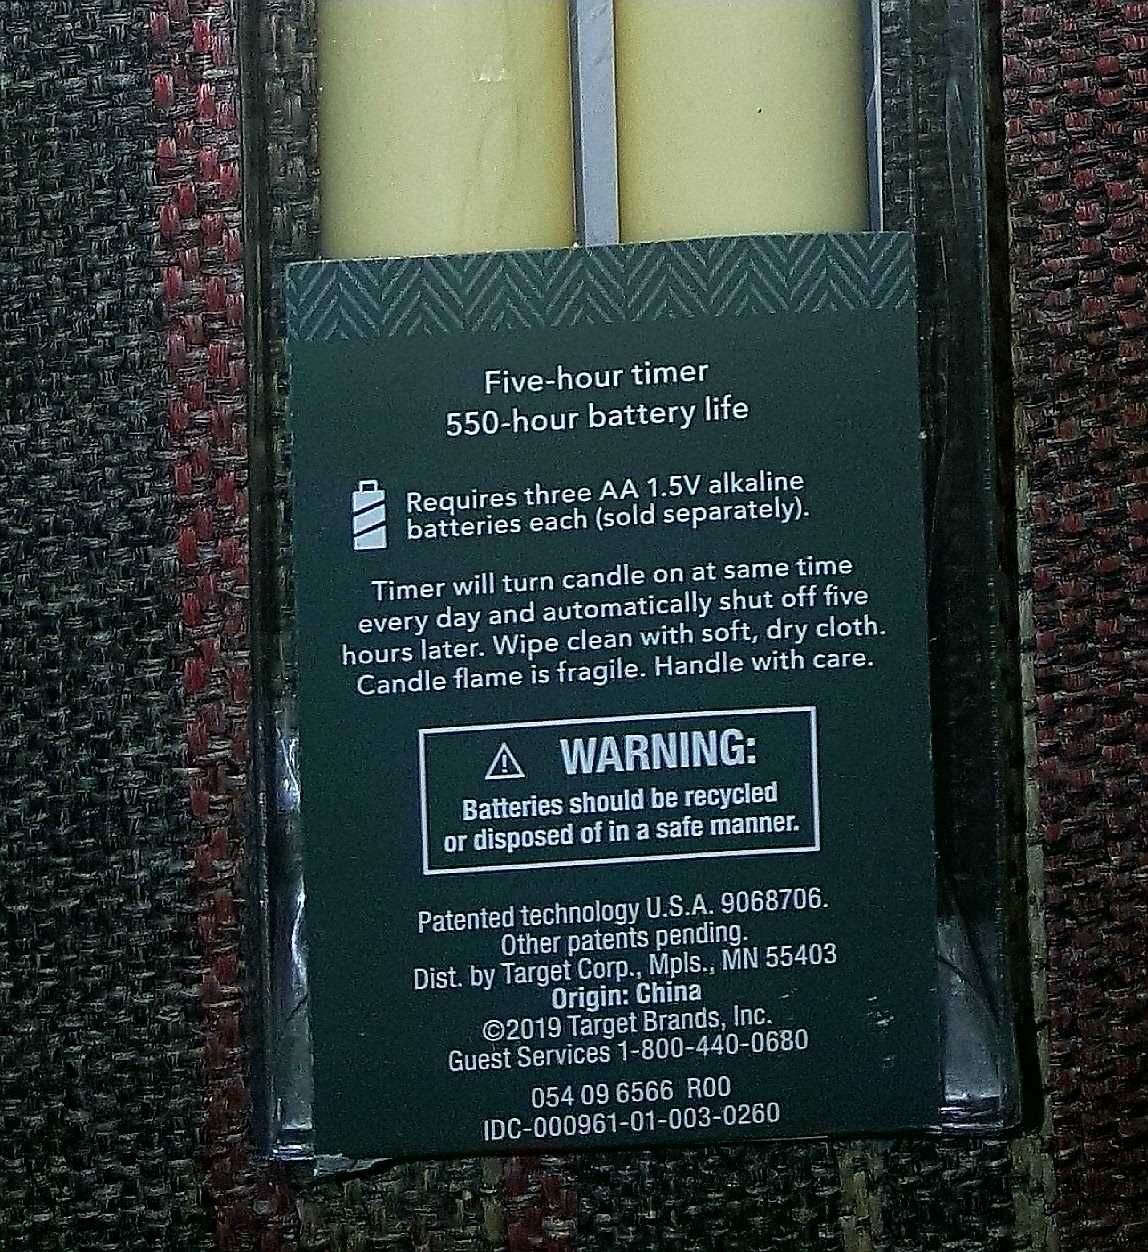 Five-hour timer
550-hour battery life
Requires three AA 1.5V alkaline
batteries each (sold separately).
Timer will turn candle on at same time
every day and automatically shut off five
hours later. Wipe clean with soft, dry cloth.
Candle flame is fragile. Handle with care.
WARNING:
Batteries should be recycled
or disposed of in a safe manner.
Patented technology U.S.A. 9068706.
Other patents pending.
Dist. by Target Corp., Mpls., MN 55403
Origin: China
©2019 Target Brands, Inc.
Guest Services 1-800-440-0680
054 09 6566 R00
IDC-000961-01-003-0260